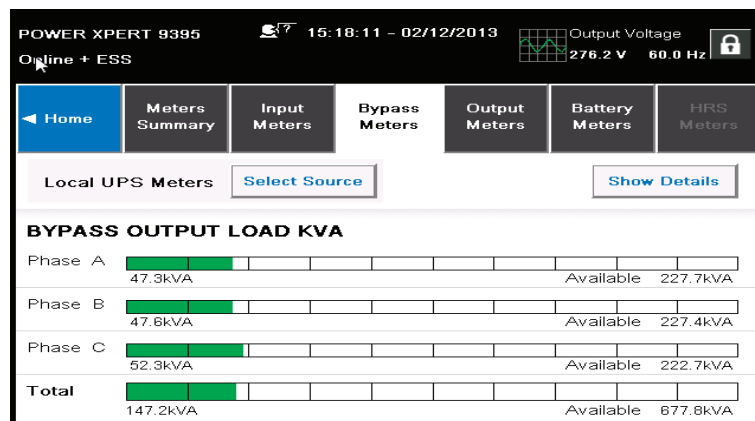 POWER XPERT 9395
? 15:18:11 - 02/12/2013
Output Voltage
Online + ESS
276.2 V 60.0 Hz
◄ Home
Meters Summary
Input Meters
Bypass Meters
Output Meters
Battery Meters
HRS Meters
Local UPS Meters
Select Source
Show Details
BYPASS OUTPUT LOAD KVA
Phase A
47.3kVA Available 227.7kVA
Phase B
47.6kVA Available 227.4kVA
Phase C
52.3kVA Available 222.7kVA
Total
147.2kVA Available 677.8kVA